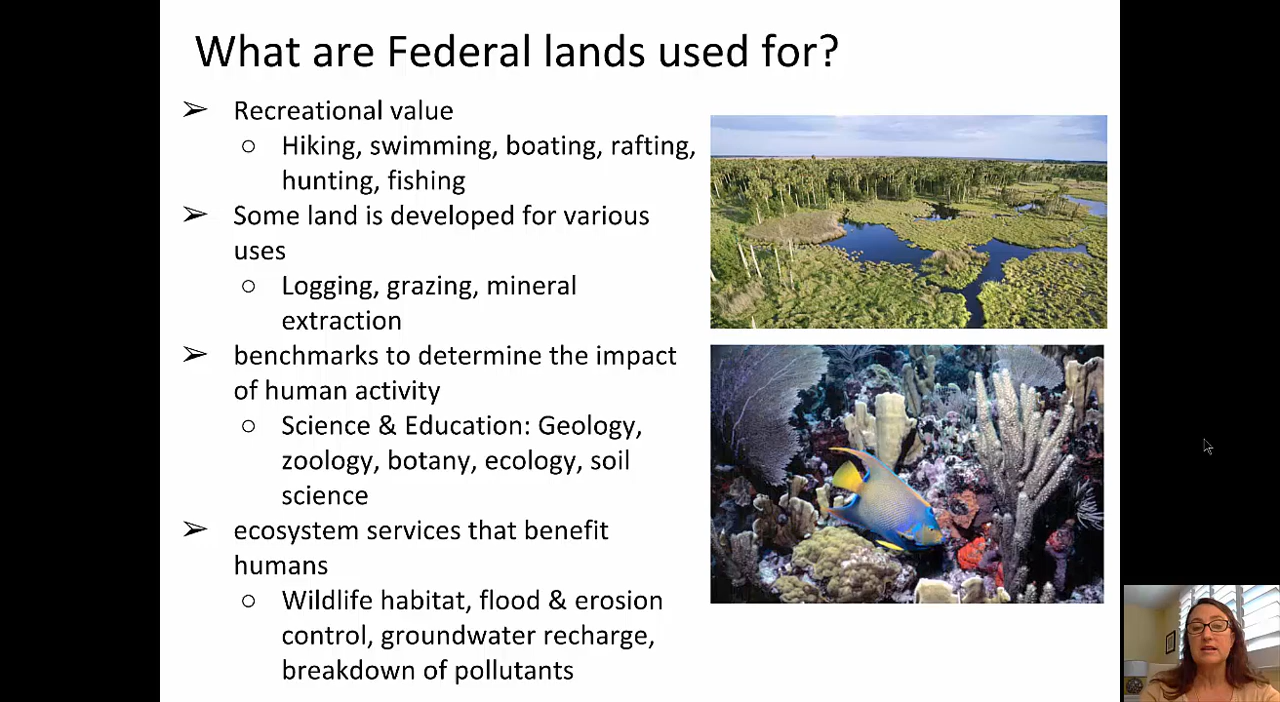 What are Federal lands used for?
➢ Recreational value
○ Hiking, swimming, boating, rafting,
hunting, fishing
➢ Some land is developed for various
uses
○ Logging, grazing, mineral
extraction
➢ benchmarks to determine the impact
of human activity
○ Science & Education: Geology,
zoology, botany, ecology, soil
science
➢ ecosystem services that benefit
humans
○ Wildlife habitat, flood & erosion
control, groundwater recharge,
breakdown of pollutants